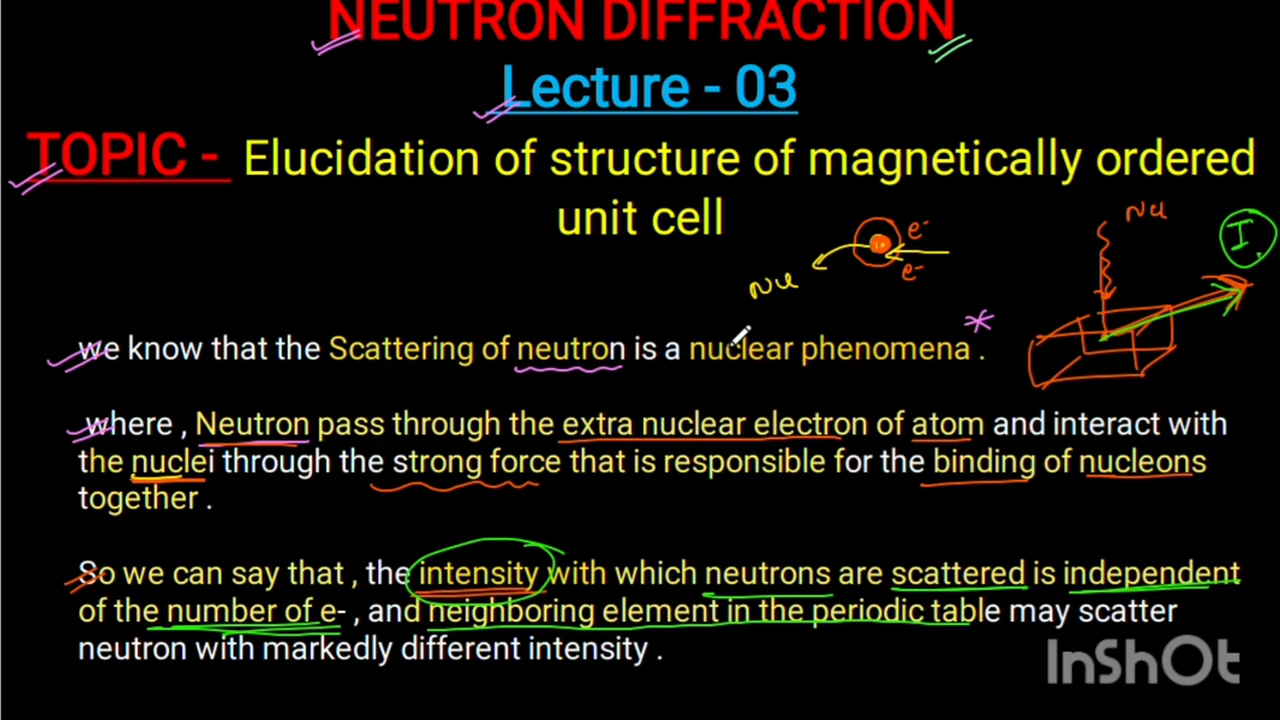 NEUTRON DIFFRACTION
Lecture - 03
TOPIC - Elucidation of structure of magnetically ordered
unit cell
e-
e-
I
we know that the Scattering of neutron is a nuclear phenomena .
where , Neutron pass through the extra nuclear electron of atom and interact with
the nuclei through the strong force that is responsible for the binding of nucleons
together .
So we can say that , the intensity with which neutrons are scattered is independent
of the number of e- , and neighboring element in the periodic table may scatter
neutron with markedly different intensity .
InShOt